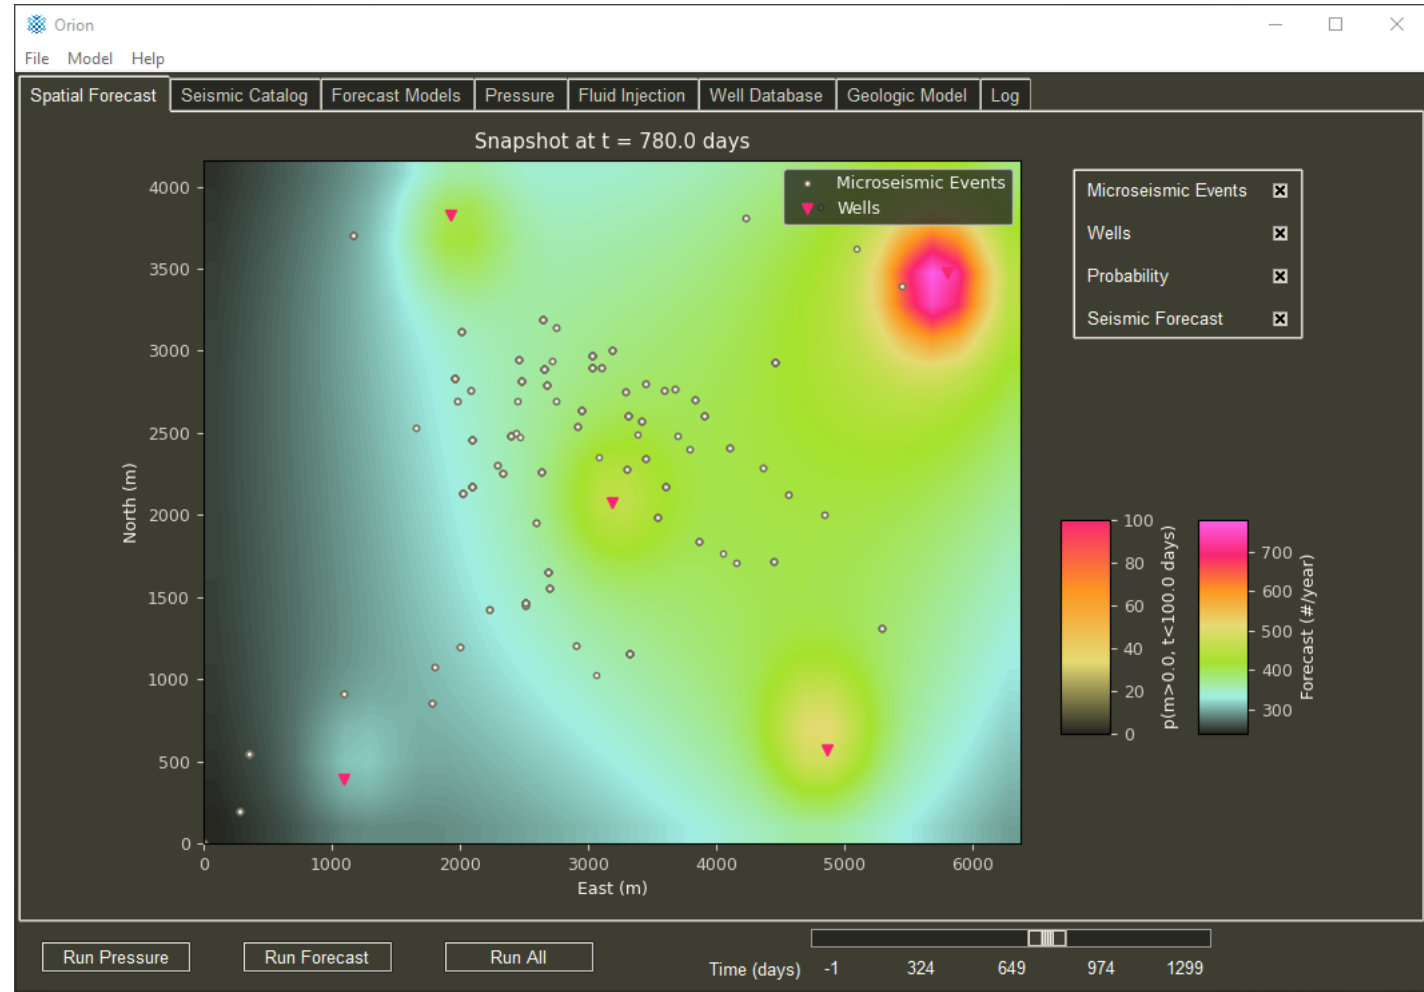 Orion
File Model Help
Spatial Forecast Seismic Catalog Forecast Models Pressure Fluid Injection Well Database Geologic Model Log
Snapshot at t = 780.0 days
Microseismic Events
Wells
4000
3500
3000
2500
2000
1500
1000
500
0
North (m)
0 1000 2000 3000 4000 5000 6000
East (m)
Microseismic Events
Wells
Probability
Seismic Forecast
100
80
60
40
20
0
p(m>0.0, t<100.0 days)
700
600
500
400
300
Forecast (#/year)
Run Pressure Run Forecast Run All
Time (days) -1 324 649 974 1299